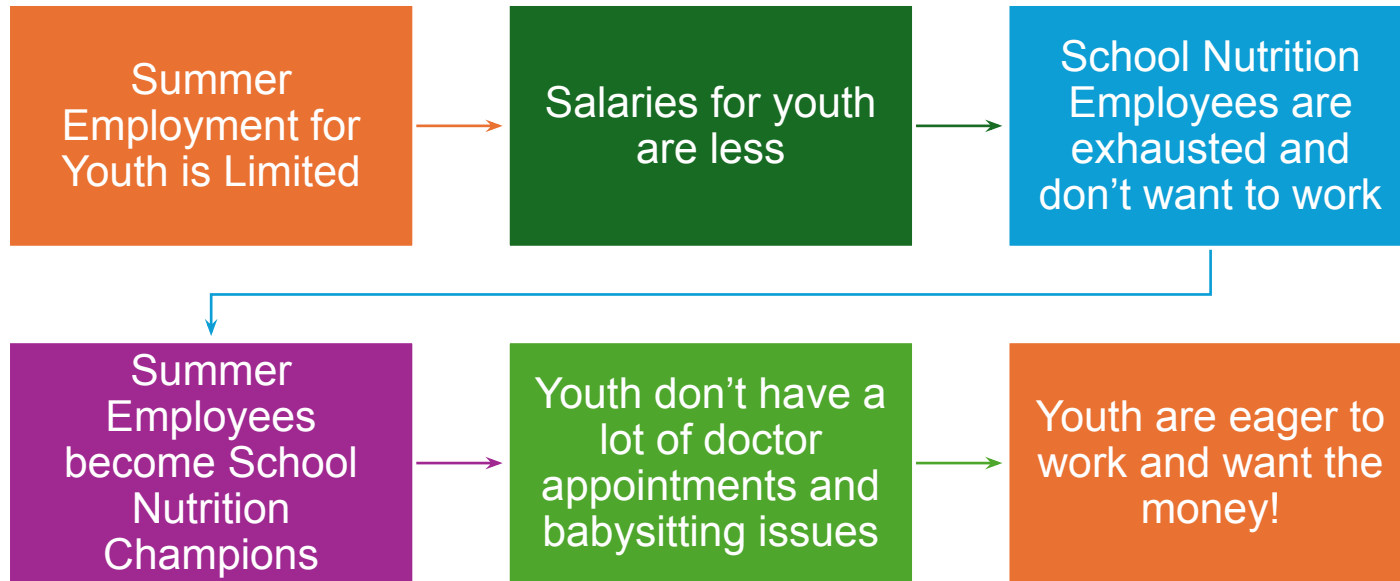 Summer
Employment for
Youth is Limited
Salaries for youth
are less
School Nutrition
Employees are
exhausted and
don’t want to work
Summer
Employees
become School
Nutrition
Champions
Youth don’t have a
lot of doctor
appointments and
babysitting issues
Youth are eager to
work and want the
money!